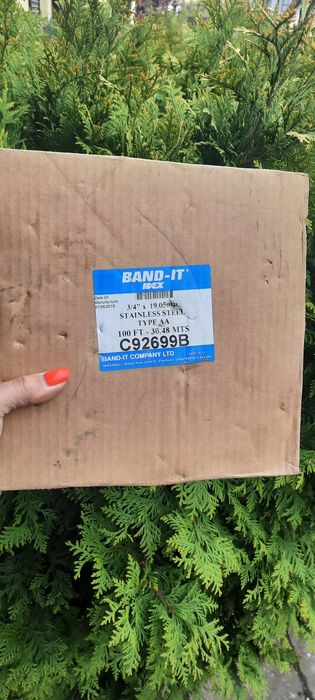 BAND-IT®
IDEX
Date Of
Manufacture
3/4" x 19.05mm
STAINLESS STEEL
TYPE AA
100 FT - 30.48 MTS
C92699B
BAND-IT COMPANY LTD